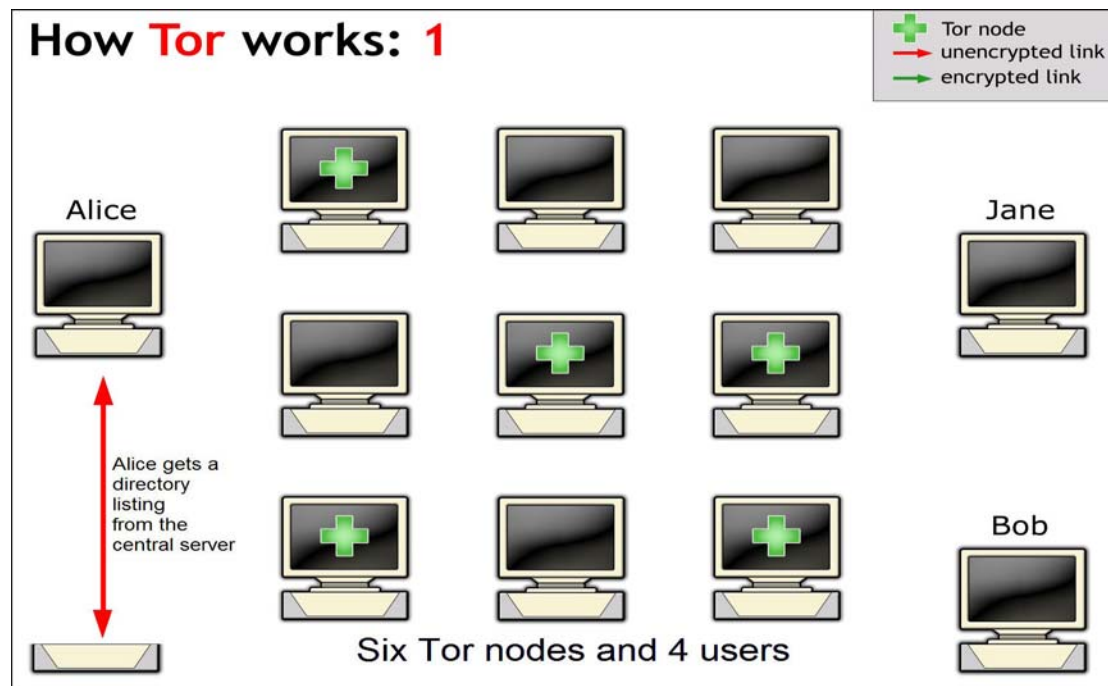 How Tor works: 1
Tor node
unencrypted link
encrypted link
Alice
Jane
Alice gets a
directory
listing
from the
central server
Bob
Six Tor nodes and 4 users